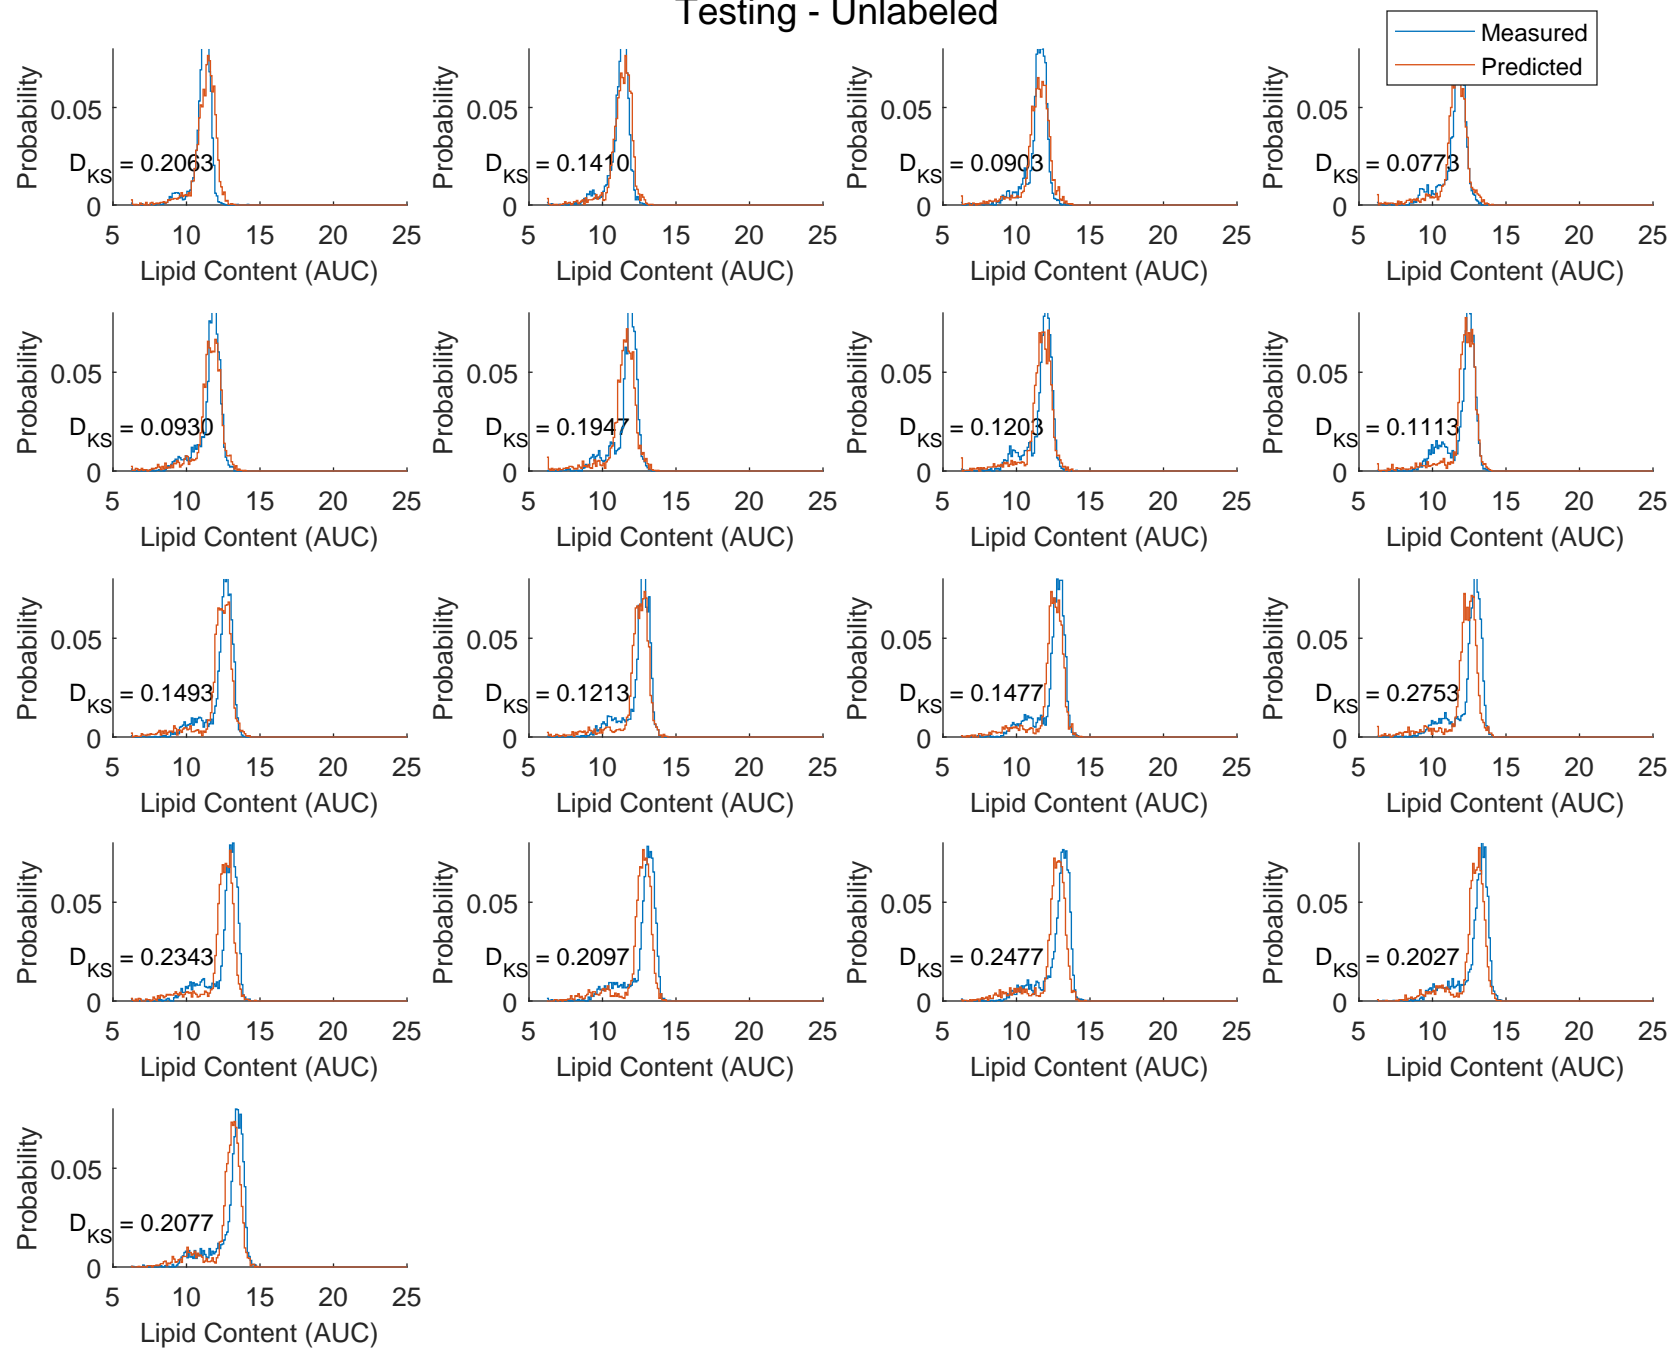 Testing - Unlabeled
Measured
Predicted
Probability
0.05
0
D_KS = 0.2063
5 10 15 20 25
Lipid Content (AUC)
Probability
0.05
0
D_KS = 0.1410
5 10 15 20 25
Lipid Content (AUC)
Probability
0.05
0
D_KS = 0.0903
5 10 15 20 25
Lipid Content (AUC)
Probability
0.05
0
D_KS = 0.0773
5 10 15 20 25
Lipid Content (AUC)
Probability
0.05
0
D_KS = 0.0930
5 10 15 20 25
Lipid Content (AUC)
Probability
0.05
0
D_KS = 0.1947
5 10 15 20 25
Lipid Content (AUC)
Probability
0.05
0
D_KS = 0.1203
5 10 15 20 25
Lipid Content (AUC)
Probability
0.05
0
D_KS = 0.1113
5 10 15 20 25
Lipid Content (AUC)
Probability
0.05
0
D_KS = 0.1493
5 10 15 20 25
Lipid Content (AUC)
Probability
0.05
0
D_KS = 0.1213
5 10 15 20 25
Lipid Content (AUC)
Probability
0.05
0
D_KS = 0.1477
5 10 15 20 25
Lipid Content (AUC)
Probability
0.05
0
D_KS = 0.2753
5 10 15 20 25
Lipid Content (AUC)
Probability
0.05
0
D_KS = 0.2343
5 10 15 20 25
Lipid Content (AUC)
Probability
0.05
0
D_KS = 0.2097
5 10 15 20 25
Lipid Content (AUC)
Probability
0.05
0
D_KS = 0.2477
5 10 15 20 25
Lipid Content (AUC)
Probability
0.05
0
D_KS = 0.2027
5 10 15 20 25
Lipid Content (AUC)
Probability
0.05
0
D_KS = 0.2077
5 10 15 20 25
Lipid Content (AUC)